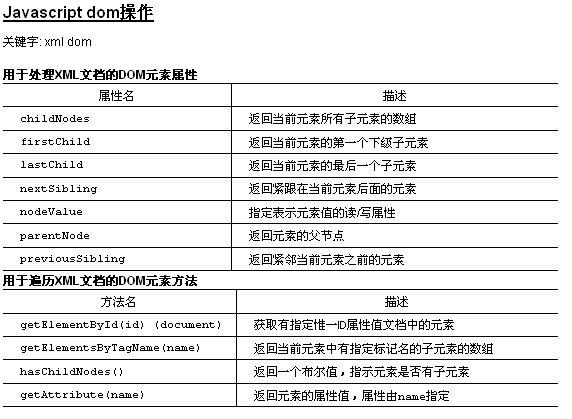 Javascript dom操作
关键字: xml dom
用于处理XML文档的DOM元素属性
属性名 描述
childNodes 返回当前元素所有子元素的数组
firstChild 返回当前元素的第一个下级子元素
lastChild 返回当前元素的最后一个子元素
nextSibling 返回紧跟在当前元素后面的元素
nodeValue 指定表示元素值的读/写属性
parentNode 返回元素的父节点
previousSibling 返回紧邻当前元素之前的元素
用于遍历XML文档的DOM元素方法
方法名 描述
getElementById(id) (document) 获取有指定惟一ID属性值文档中的元素
getElementsByTagName(name) 返回当前元素中有指定标记名的子元素的数组
hasChildNodes() 返回一个布尔值，指示元素是否有子元素
getAttribute(name) 返回元素的属性值，属性由name指定